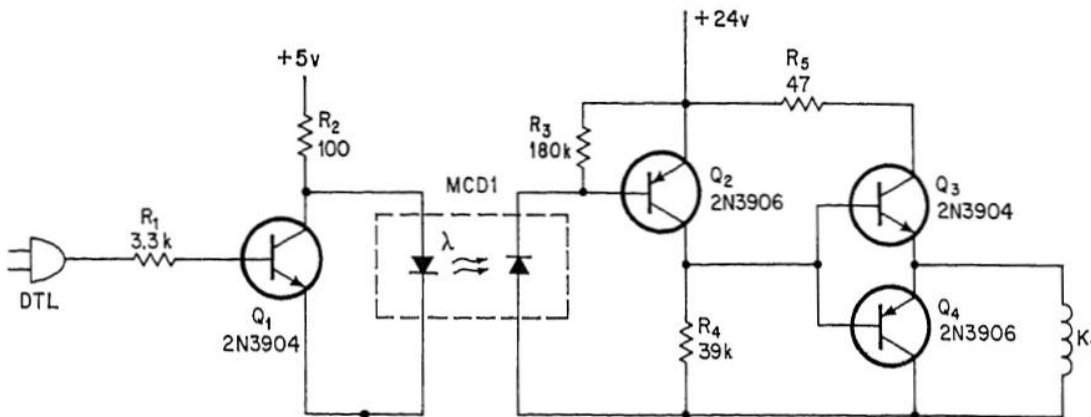 +24v
R5
47
+5v
R2
100
R3
180k
MCD1
Q2
2N3906
Q3
2N3904
R1
3.3k
λ
DTL
Q1
2N3904
R4
39k
Q4
2N3906